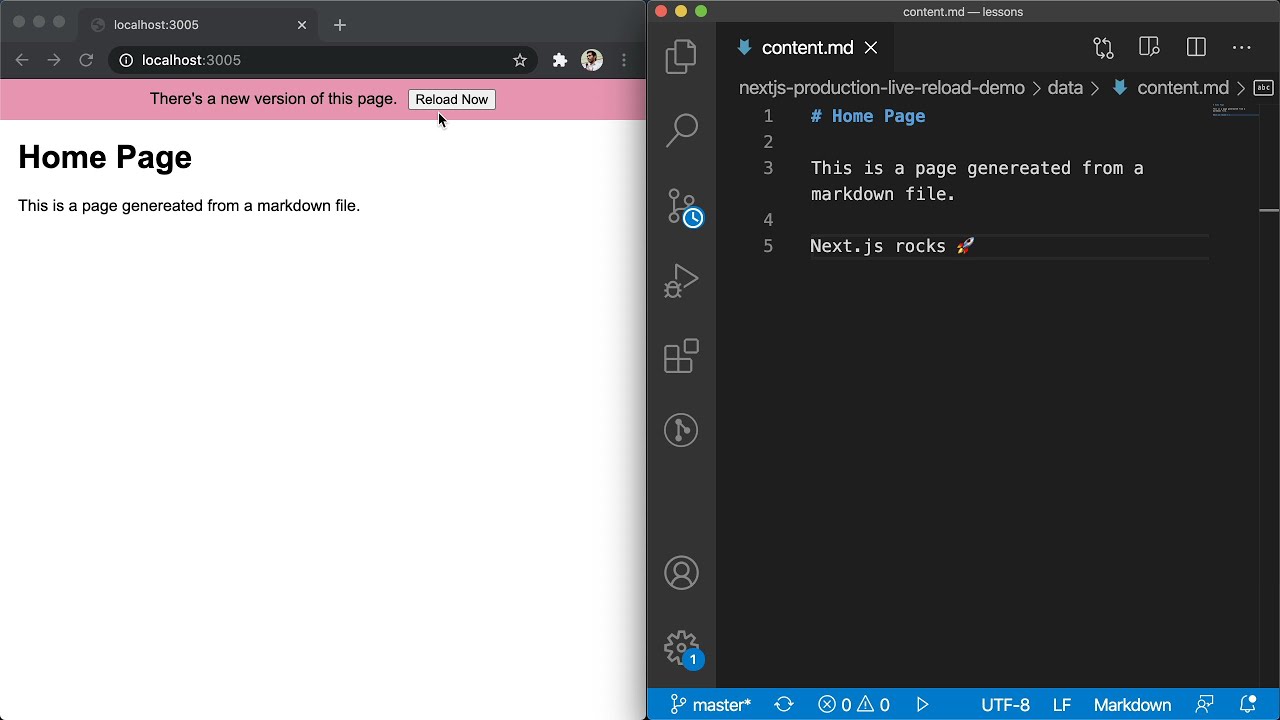 localhost:3005
localhost:3005
There's a new version of this page. Reload Now
Home Page
This is a page genereated from a markdown file.
content.md — lessons
content.md
nextjs-production-live-reload-demo > data > content.md > abc
1 # Home Page
2
3 This is a page genereated from a
markdown file.
4
5 Next.js rocks 🚀
1
master* 0 0 UTF-8 LF Markdown